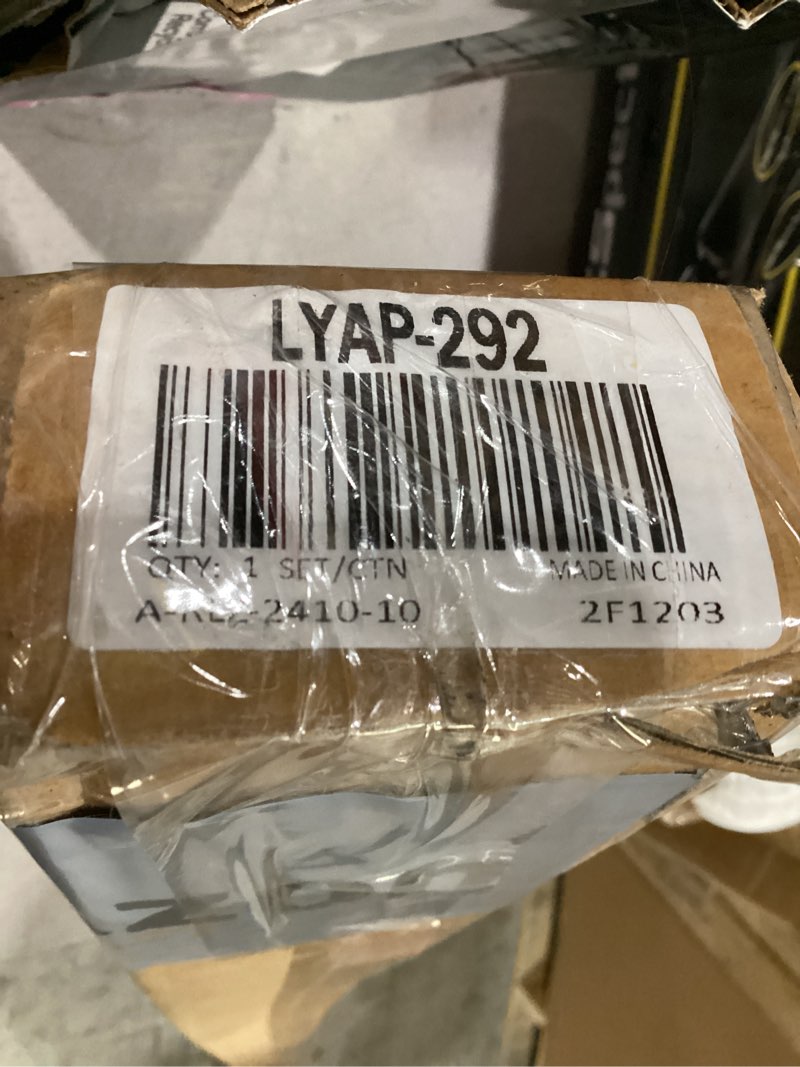 LYAP-292
QTY: 1 SET/CTN
MADE IN CHINA
2F1203